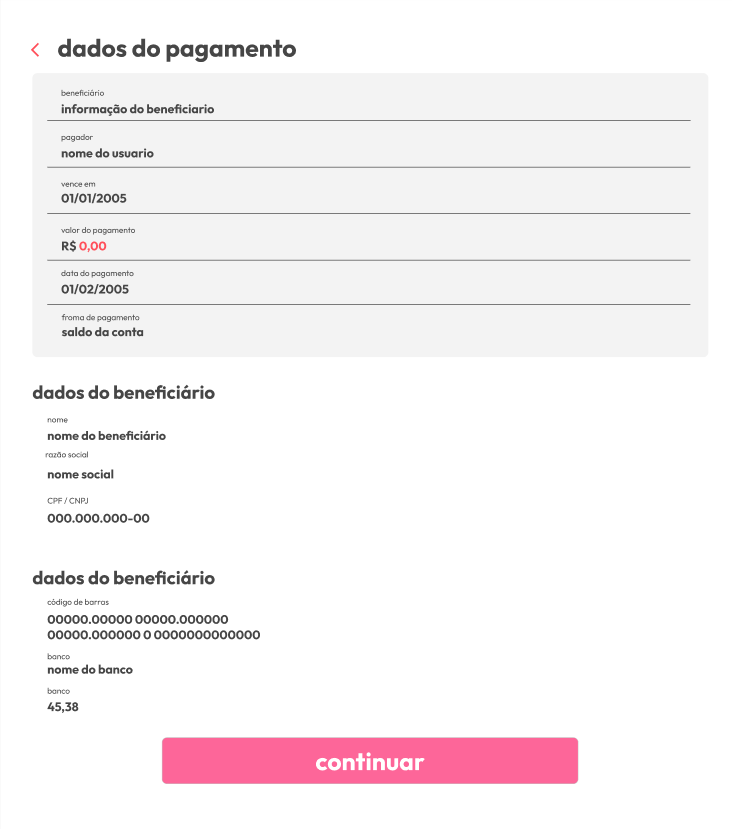 dados do pagamento
beneficiário
informação do beneficiario
pagador
nome do usuario
vence em
01/01/2005
valor do pagamento
R$ 0,00
data do pagamento
01/02/2005
froma de pagamento
saldo da conta
dados do beneficiário
nome
nome do beneficiário
razão social
nome social
CPF / CNPJ
000.000.000-00
dados do beneficiário
código de barras
00000.00000 00000.000000
00000.000000 0 0000000000000
banco
nome do banco
banco
45,38
continuar